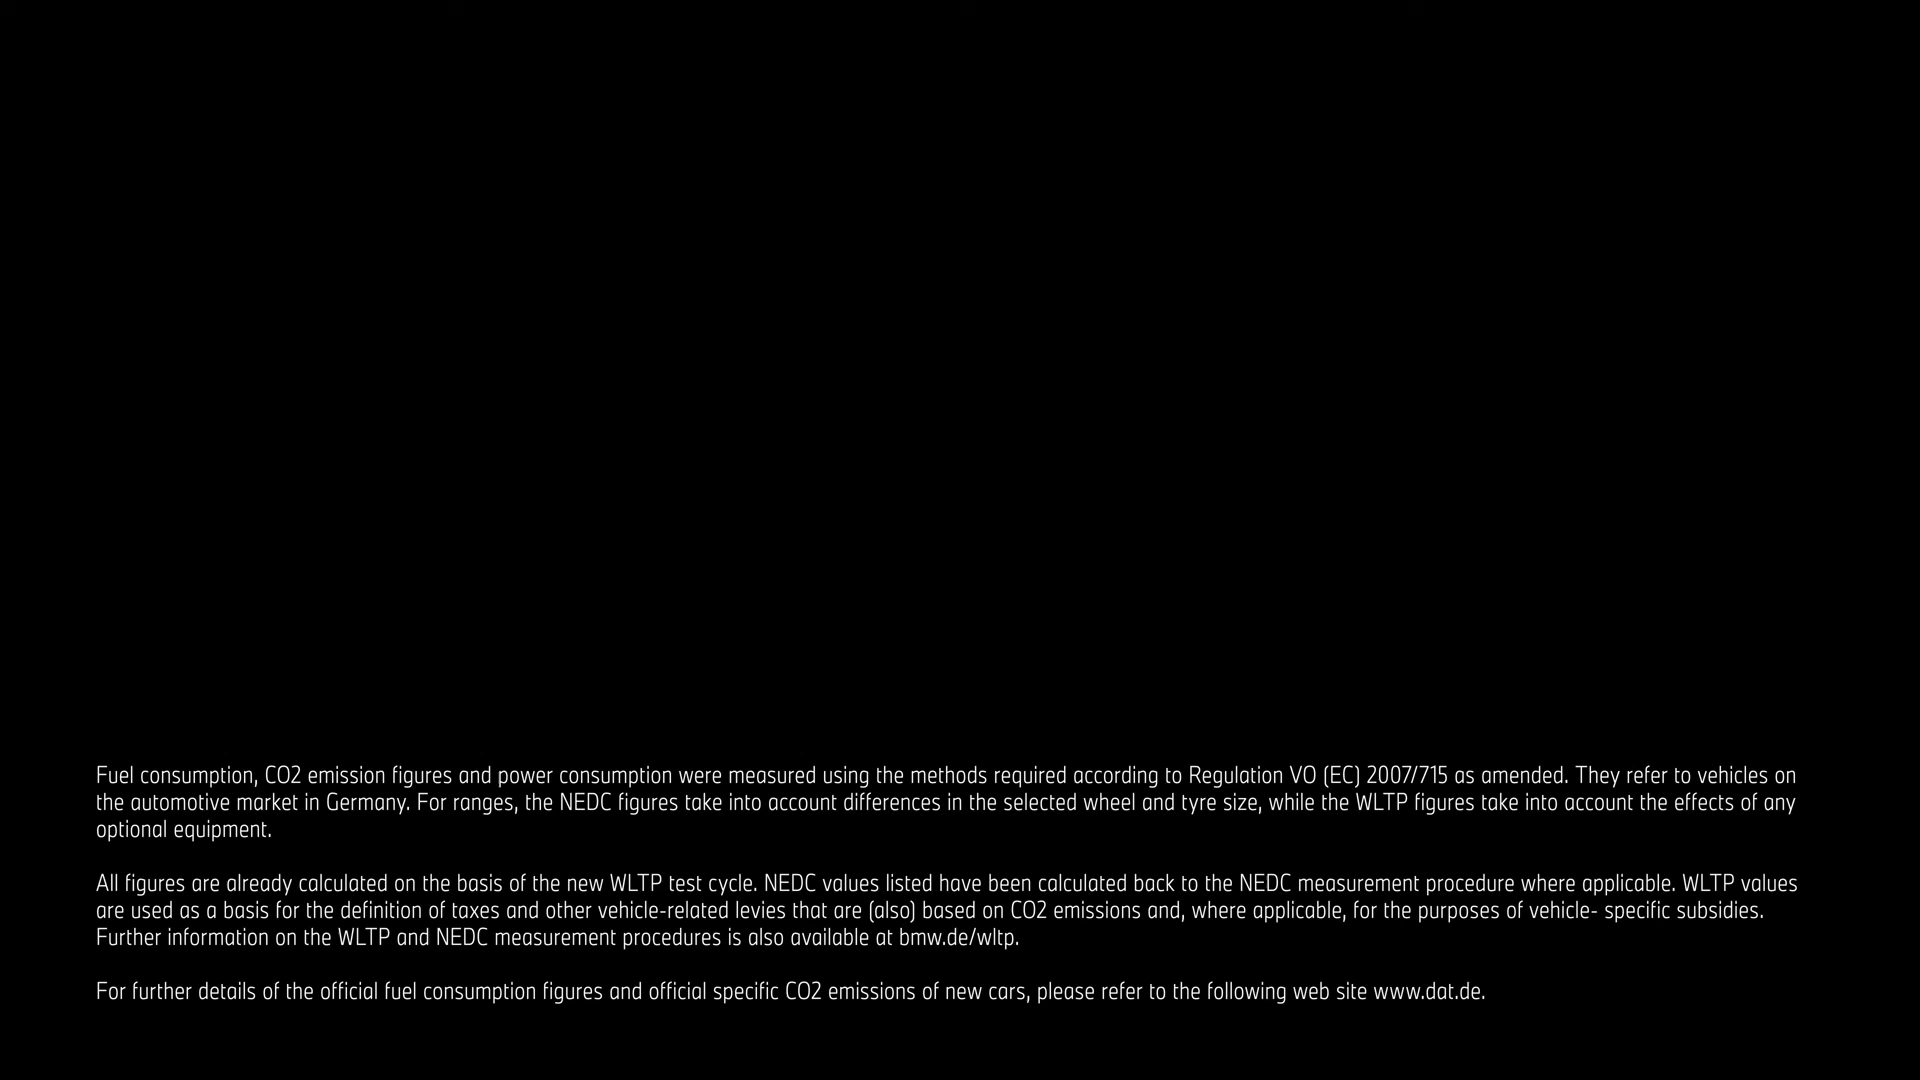 Fuel consumption, CO2 emission figures and power consumption were measured using the methods required according to Regulation VO (EC) 2007/715 as amended. They refer to vehicles on
the automotive market in Germany. For ranges, the NEDC figures take into account differences in the selected wheel and tyre size, while the WLTP figures take into account the effects of any
optional equipment.
All figures are already calculated on the basis of the new WLTP test cycle. NEDC values listed have been calculated back to the NEDC measurement procedure where applicable. WLTP values
are used as a basis for the definition of taxes and other vehicle-related levies that are (also) based on CO2 emissions and, where applicable, for the purposes of vehicle- specific subsidies.
Further information on the WLTP and NEDC measurement procedures is also available at bmw.de/wltp.
For further details of the official fuel consumption figures and official specific CO2 emissions of new cars, please refer to the following web site www.dat.de.